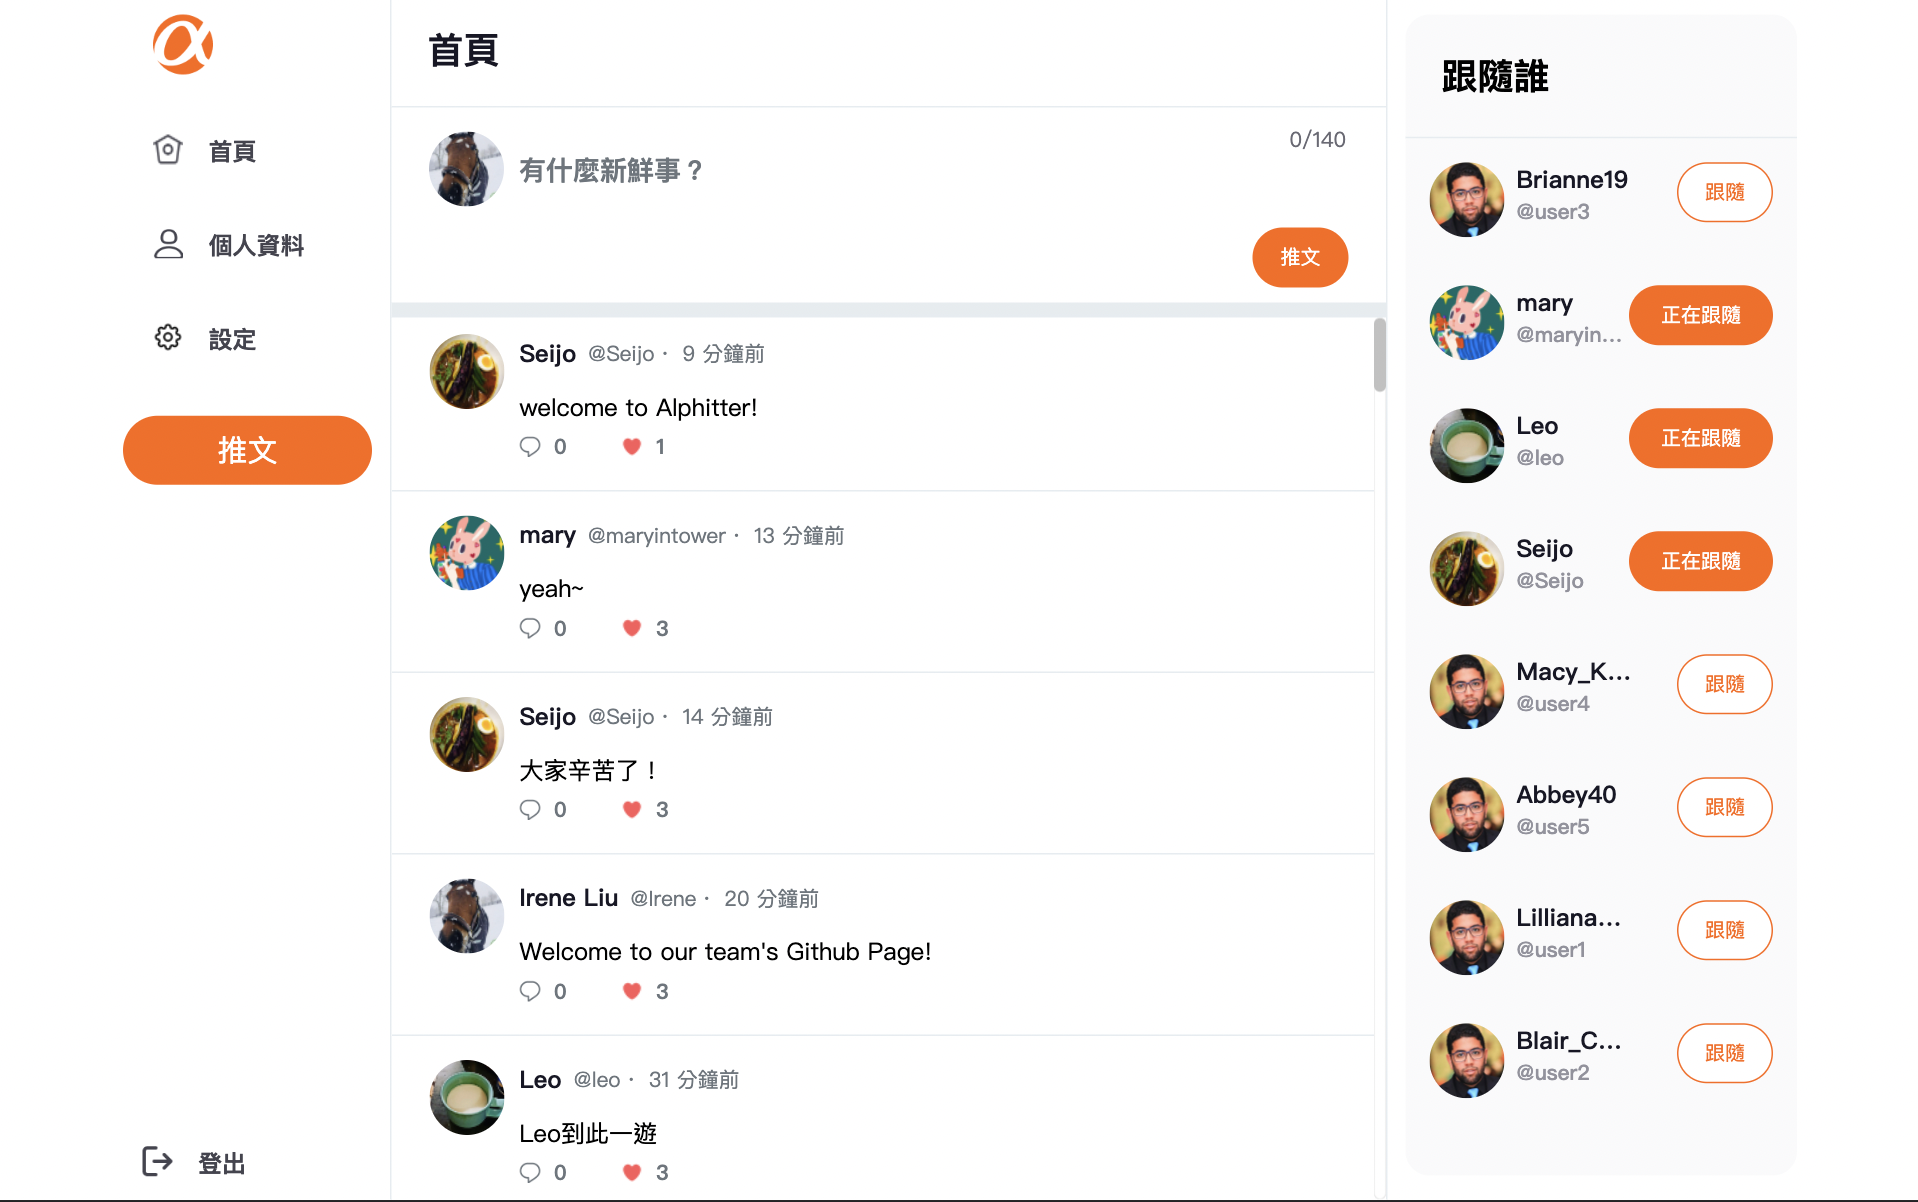 首頁
個人資料
設定
推文
登出
首頁
0/140
有什麼新鮮事？
推文
Seijo @Seijo · 9 分鐘前
welcome to Alphitter!
0 1
mary @maryintower · 13 分鐘前
yeah~
0 3
Seijo @Seijo · 14 分鐘前
大家辛苦了！
0 3
Irene Liu @Irene · 20 分鐘前
Welcome to our team's Github Page!
0 3
Leo @leo · 31 分鐘前
Leo到此一遊
0 3
跟隨誰
Brianne19
@user3
跟隨
mary
@maryin...
正在跟隨
Leo
@leo
正在跟隨
Seijo
@Seijo
正在跟隨
Macy_K...
@user4
跟隨
Abbey40
@user5
跟隨
Lilliana...
@user1
跟隨
Blair_C...
@user2
跟隨